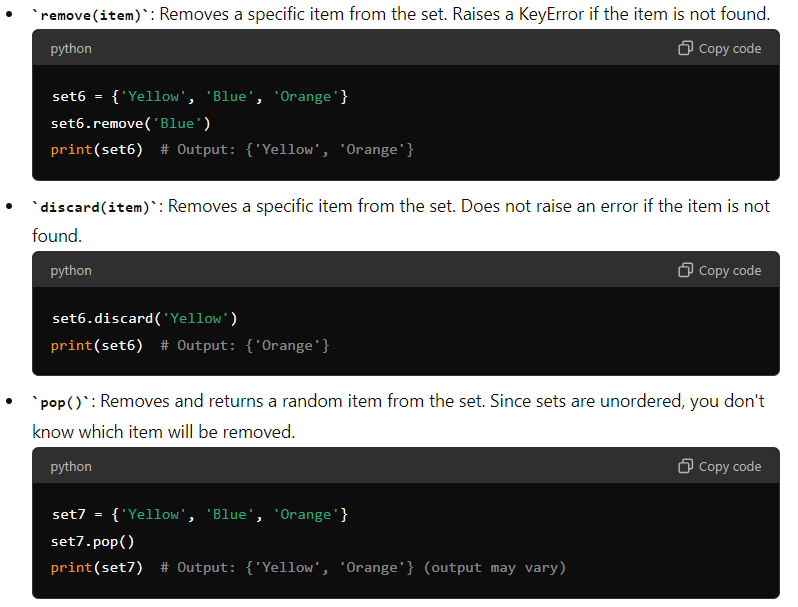 • `remove(item)`: Removes a specific item from the set. Raises a KeyError if the item is not found.
python Copy code
set6 = {'Yellow', 'Blue', 'Orange'}
set6.remove('Blue')
print(set6)  # Output: {'Yellow', 'Orange'}
• `discard(item)`: Removes a specific item from the set. Does not raise an error if the item is not
found.
python Copy code
set6.discard('Yellow')
print(set6)  # Output: {'Orange'}
• `pop()`: Removes and returns a random item from the set. Since sets are unordered, you don't
know which item will be removed.
python Copy code
set7 = {'Yellow', 'Blue', 'Orange'}
set7.pop()
print(set7)  # Output: {'Yellow', 'Orange'} (output may vary)